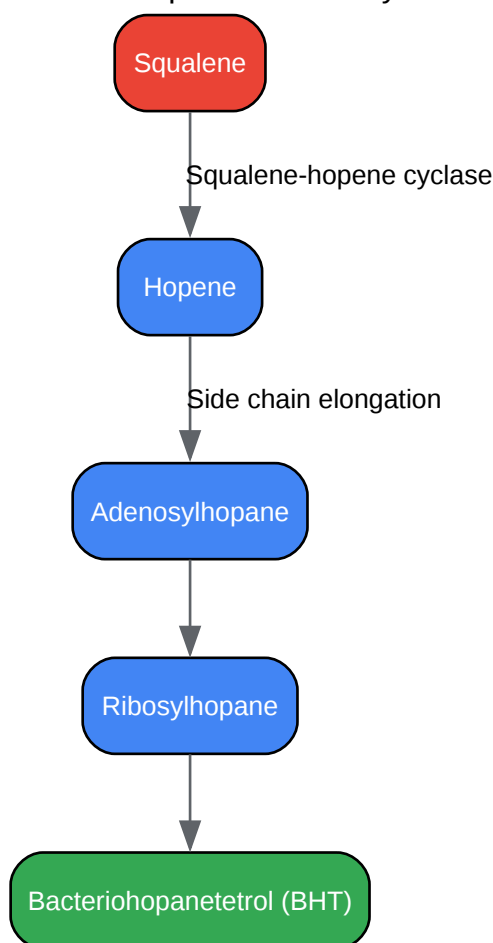 Squalene
Squalene-hopene cyclase
Hopene
Side chain elongation
Adenosylhopane
Ribosylhopane
Bacteriohopanetetrol (BHT)